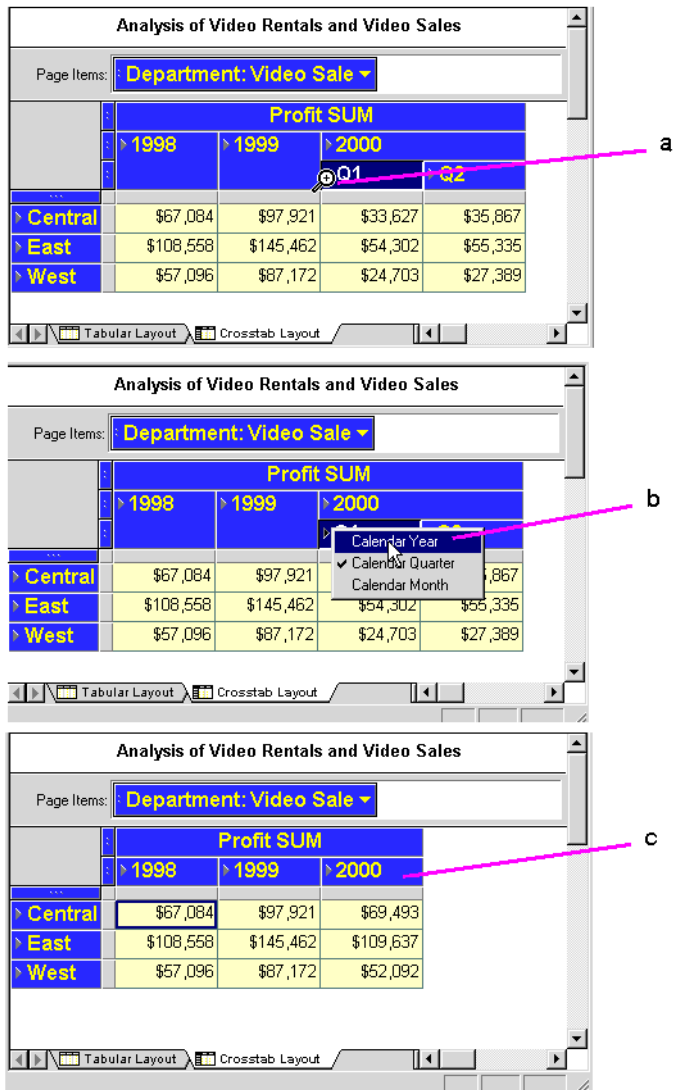 Analysis of Video Rentals and Video Sales
Page Items: Department: Video Sale
Profit SUM
1998 1999 2000
Q1 Q2
a
Central $67,084 $97,921 $33,627 $35,867
East $108,558 $145,462 $54,302 $55,335
West $57,096 $87,172 $24,703 $27,389
Tabular Layout Crosstab Layout
Analysis of Video Rentals and Video Sales
Page Items: Department: Video Sale
Profit SUM
1998 1999 2000
b
Calendar Year
Calendar Quarter
Calendar Month
Central $67,084 $97,921 ,867
East $108,558 $145,462 $54,302 $55,335
West $57,096 $87,172 $24,703 $27,389
Tabular Layout Crosstab Layout
Analysis of Video Rentals and Video Sales
Page Items: Department: Video Sale
Profit SUM
1998 1999 2000
c
Central $67,084 $97,921 $69,493
East $108,558 $145,462 $109,637
West $57,096 $87,172 $52,092
Tabular Layout Crosstab Layout